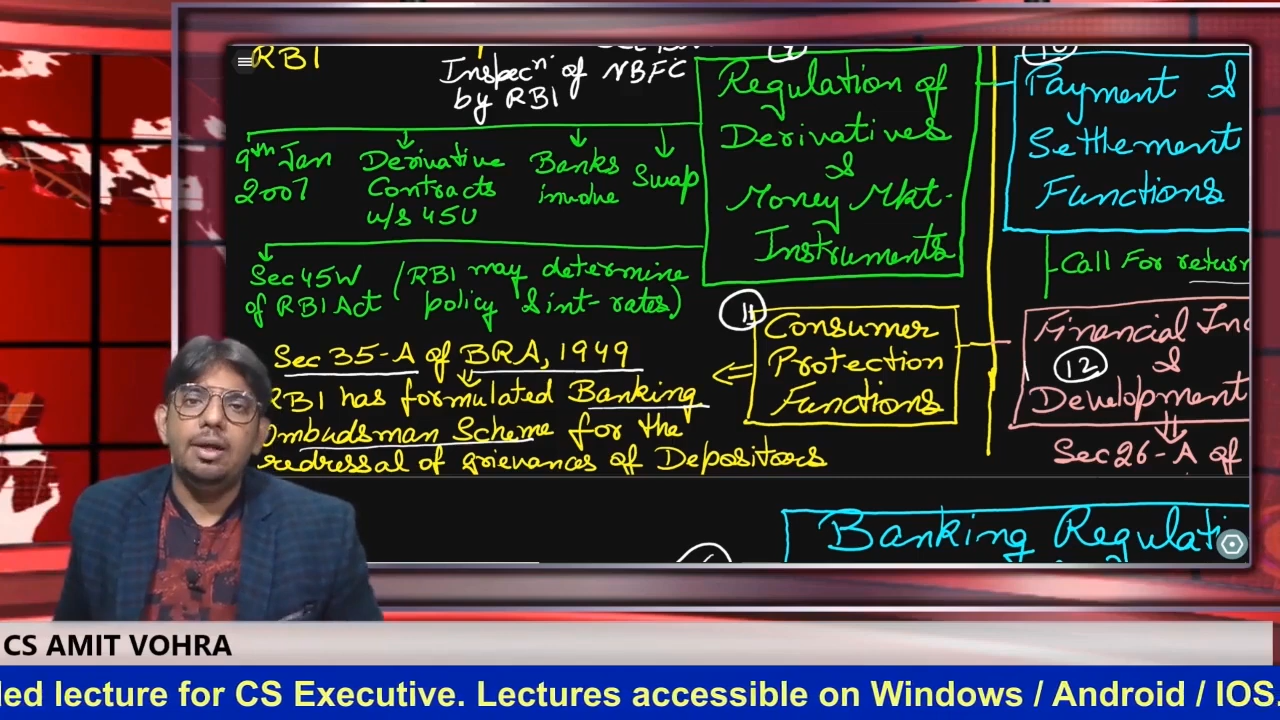 RBI
Inspecⁿ. of NBFC
by RBI
Regulation of
Derivatives
&
Money Mkt.
Instruments
Payment &
Settlement
Functions
9th Jan
2007
Derivative
Contracts
u/s 45U
Banks
involve
Swap
Call For return
Sec 45W
of RBI Act
(RBI may determine
policy & int-rates)
11
Consumer
Protection
Functions
Financial Inc
&
12
Development
Sec 26-A of
Sec 35-A of BRA, 1949
RBI has formulated Banking
Ombudsman Scheme for the
redressal of grievances of Depositors
Banking Regulati
CS AMIT VOHRA
led lecture for CS Executive. Lectures accessible on Windows / Android / IOS.